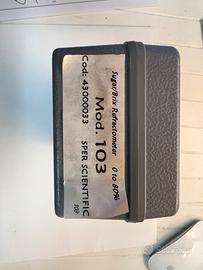 Sugar/Brix Refractometer 0 to 80%
Mod. 103
Cod: 43000033 SPER SCIENTIFIC